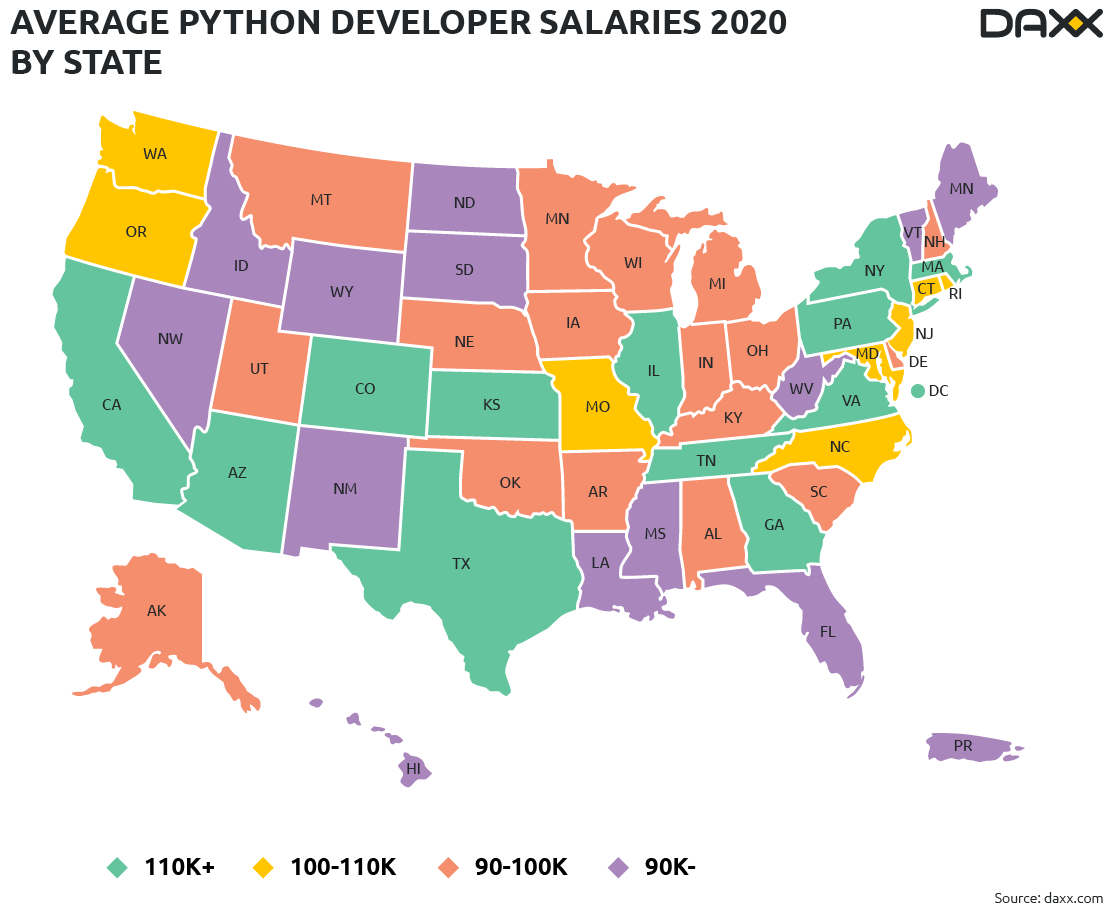 AVERAGE PYTHON DEVELOPER SALARIES 2020
BY STATE
DAXX
WA
MT
ND
MN
MN
OR
ID
SD
WI
MI
VT
NH
NY
MA
WY
CT
RI
NW
UT
NE
IA
IL
IN
OH
PA
NJ
MD
DE
DC
CA
CO
KS
MO
KY
WV
VA
AZ
NM
OK
AR
TN
NC
SC
TX
LA
MS
AL
GA
FL
AK
HI
PR
110K+
100-110K
90-100K
90K-
Source: daxx.com